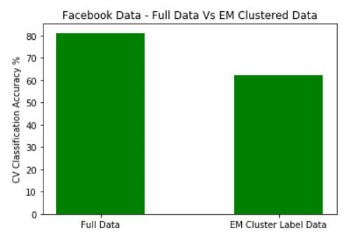 Facebook Data - Full Data Vs EM Clustered Data
CV Classification Accuracy %
80
70
60
50
40
30
20
10
0
Full Data
EM Cluster Label Data